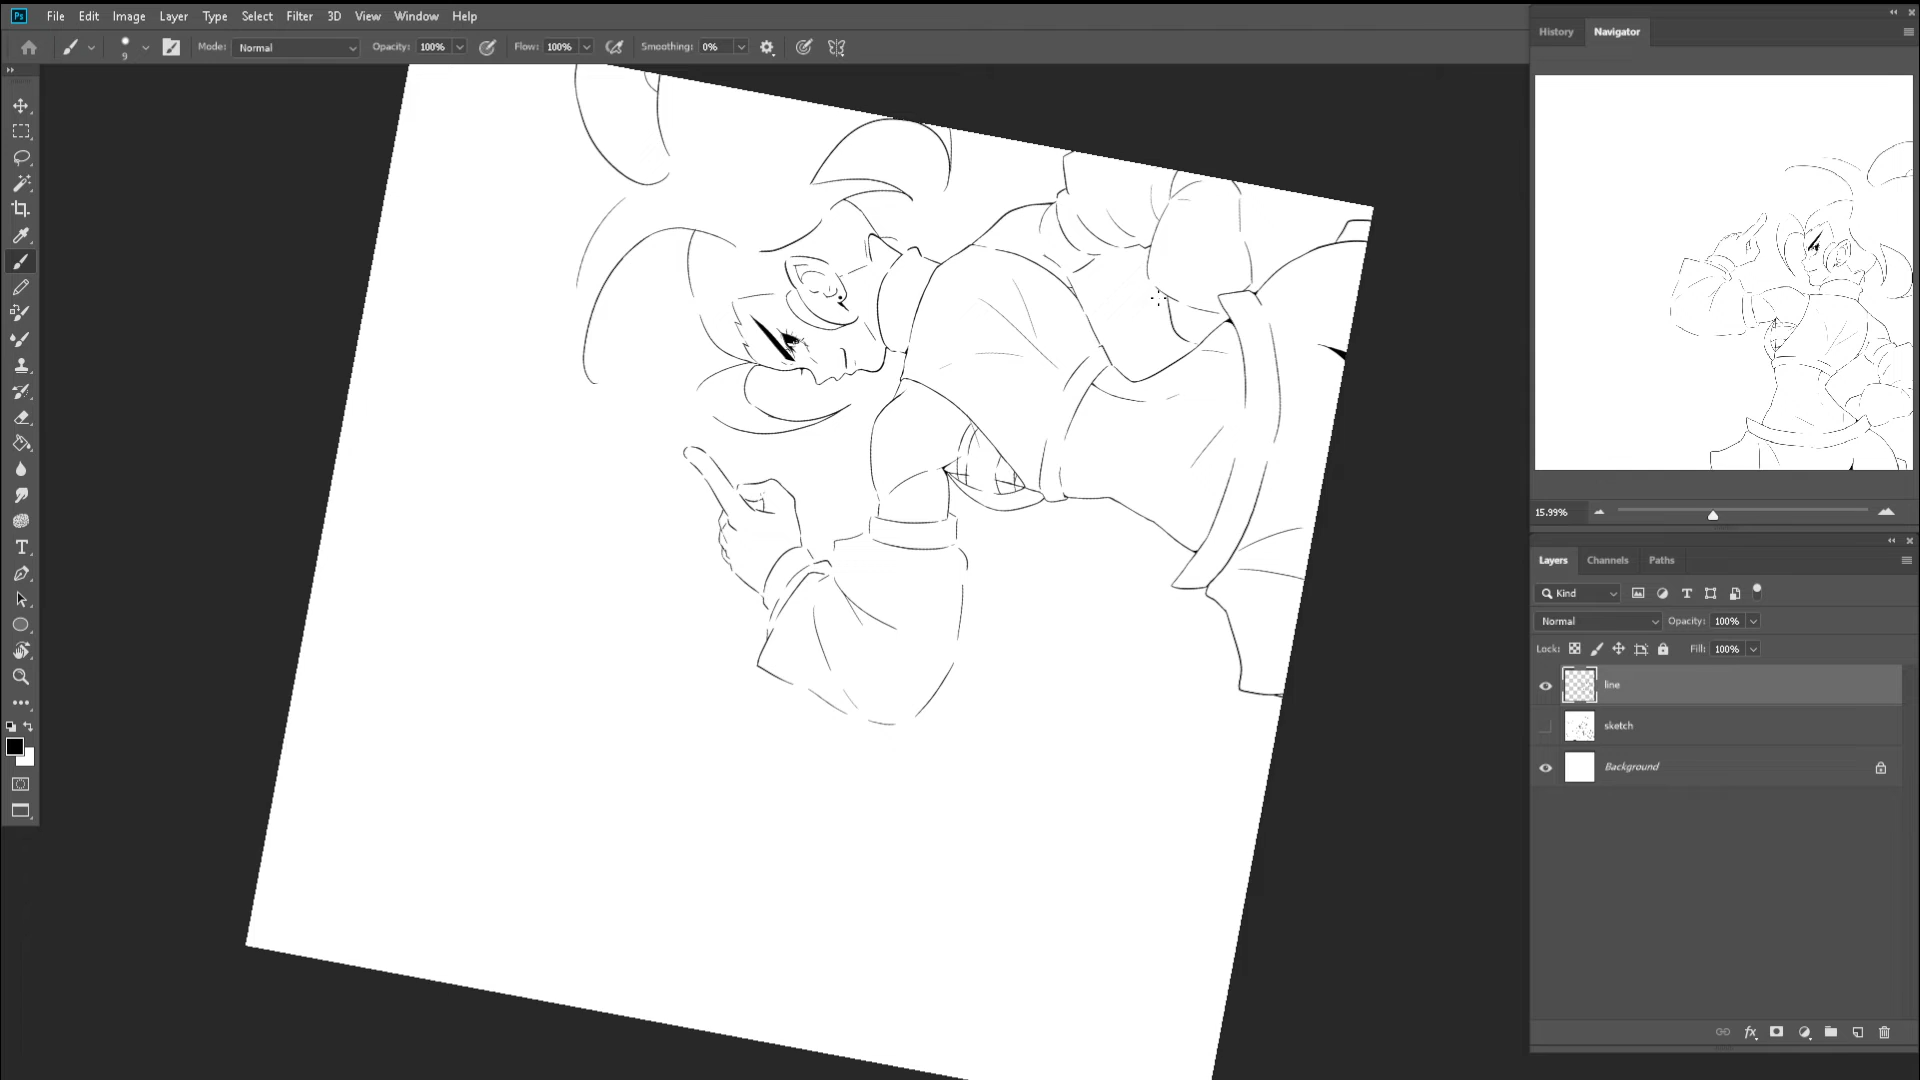 Ps File Edit Image Layer Type Select Filter 3D View Window Help
9 Mode: Normal Opacity: 100% Flow: 100% Smoothing: 0%
History Navigator
15.99%
Layers Channels Paths
Kind
Normal Opacity: 100%
Lock: Fill: 100%
line
sketch
Background